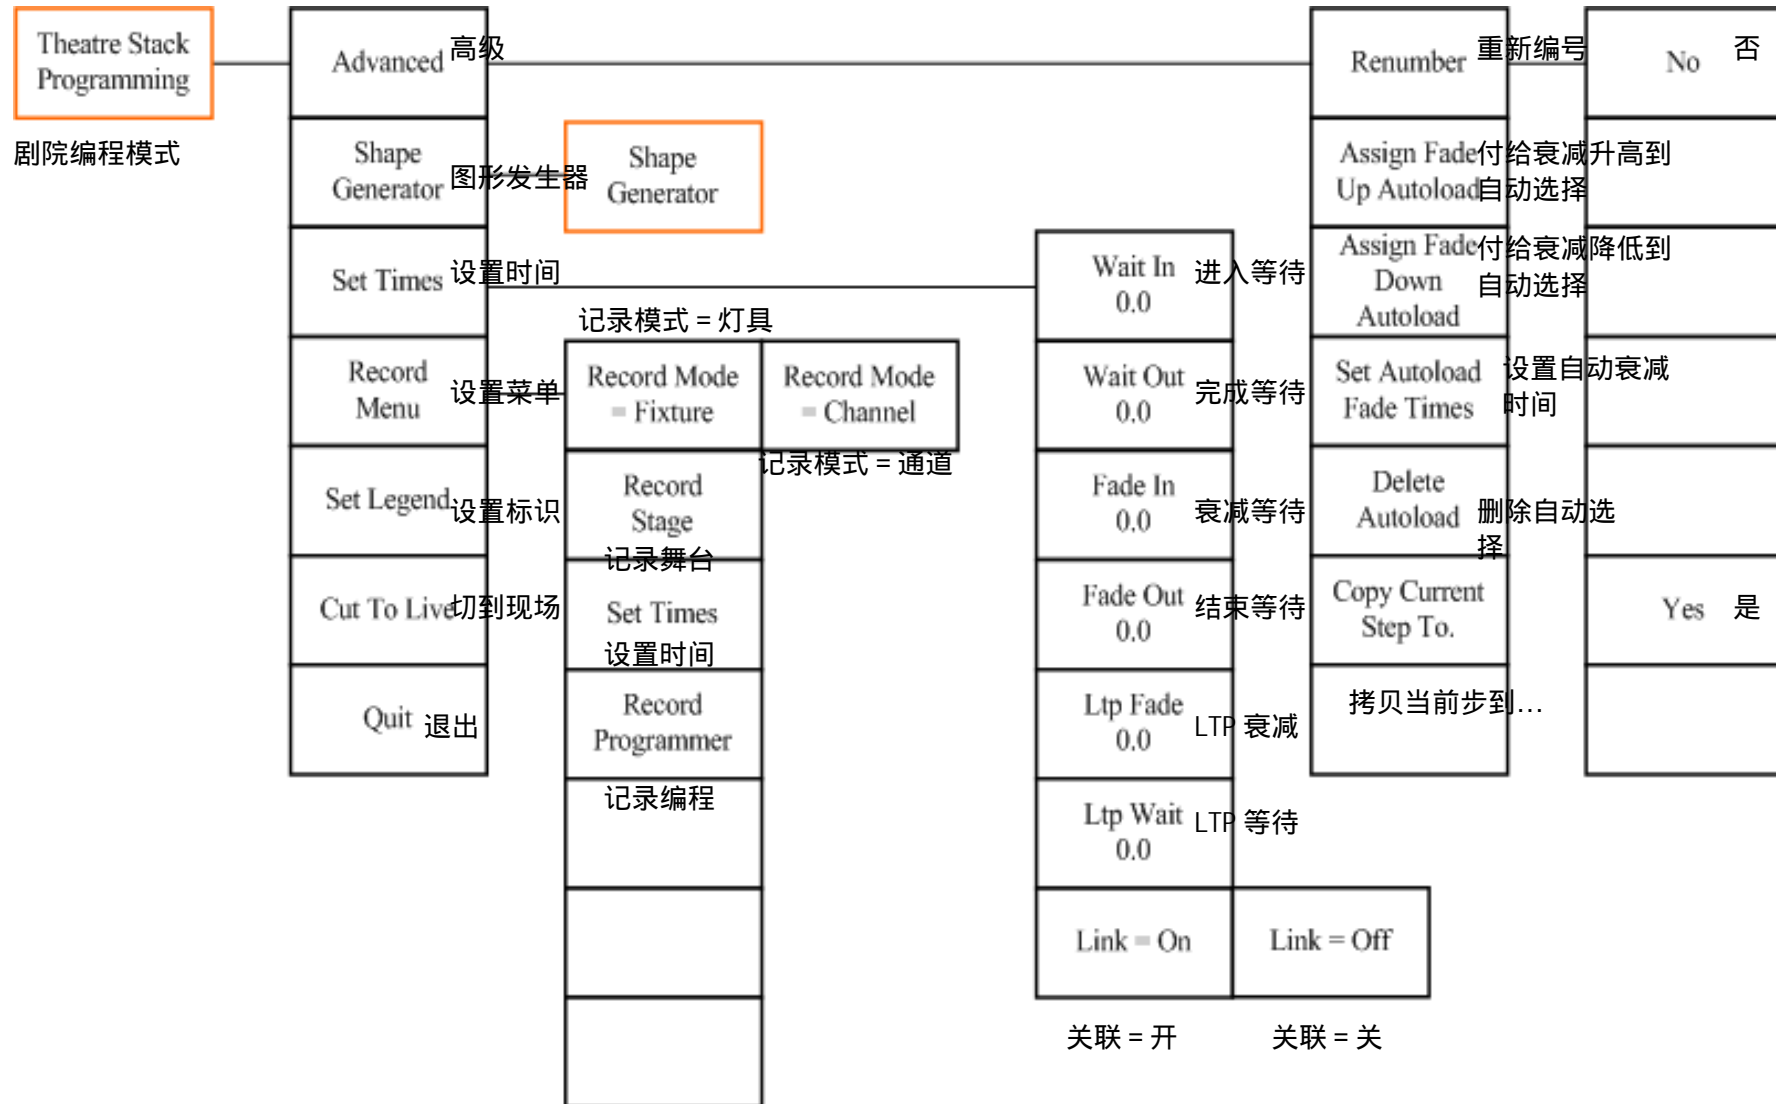 Theatre Stack
Programming
剧院编程模式
Advanced
高级
Shape
Generator
图形发生器
Set Times
设置时间
Record
Menu
设置菜单
Set Legend
设置标识
Cut To Live
切到现场
Quit
退出
Shape
Generator
记录模式 = 灯具
Record Mode
= Fixture
Record Mode
= Channel
记录模式 = 通道
Record
Stage
记录舞台
Set Times
设置时间
Record
Programmer
记录编程
Wait In
0.0
进入等待
Wait Out
0.0
完成等待
Fade In
0.0
衰减等待
Fade Out
0.0
结束等待
Ltp Fade
0.0
LTP 衰减
Ltp Wait
0.0
LTP 等待
Link = On
Link = Off
关联 = 开
关联 = 关
Renumber
重新编号
Assign Fade
Up Autoload
付给衰减升高到
自动选择
Assign Fade
Down
Autoload
付给衰减降低到
自动选择
Set Autoload
Fade Times
设置自动衰减
时间
Delete
Autoload
删除自动选
择
Copy Current
Step To.
拷贝当前步到…
No
否
Yes
是